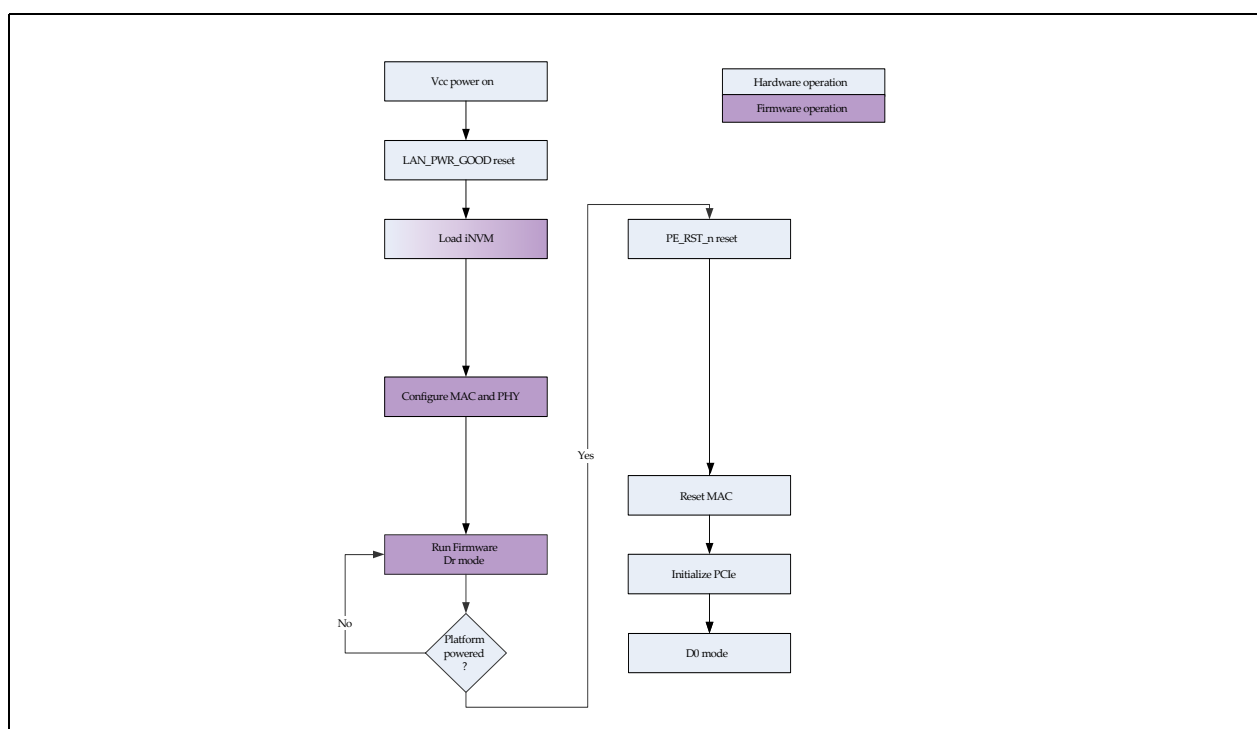 Vcc power on
LAN_PWR_GOOD reset
Load iNVM
Configure MAC and PHY
Run Firmware
Dr mode
Platform
powered
?
No
Yes
Hardware operation
Firmware operation
PE_RST_n reset
Reset MAC
Initialize PCIe
D0 mode